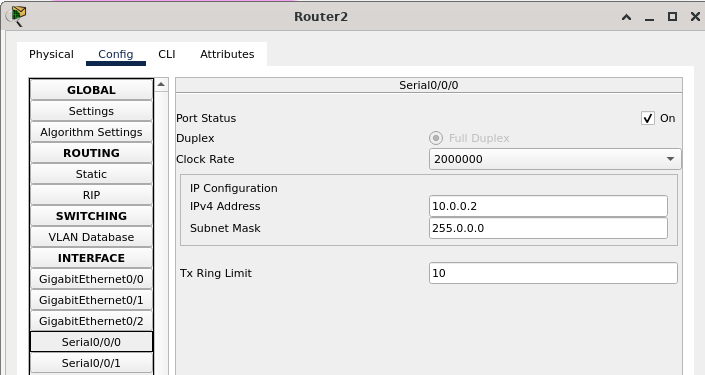 Router2
Physical Config CLI Attributes
GLOBAL
Settings
Algorithm Settings
ROUTING
Static
RIP
SWITCHING
VLAN Database
INTERFACE
GigabitEthernet0/0
GigabitEthernet0/1
GigabitEthernet0/2
Serial0/0/0
Serial0/0/1
Serial0/0/0
Port Status On
Duplex Full Duplex
Clock Rate 2000000
IP Configuration
IPv4 Address 10.0.0.2
Subnet Mask 255.0.0.0
Tx Ring Limit 10